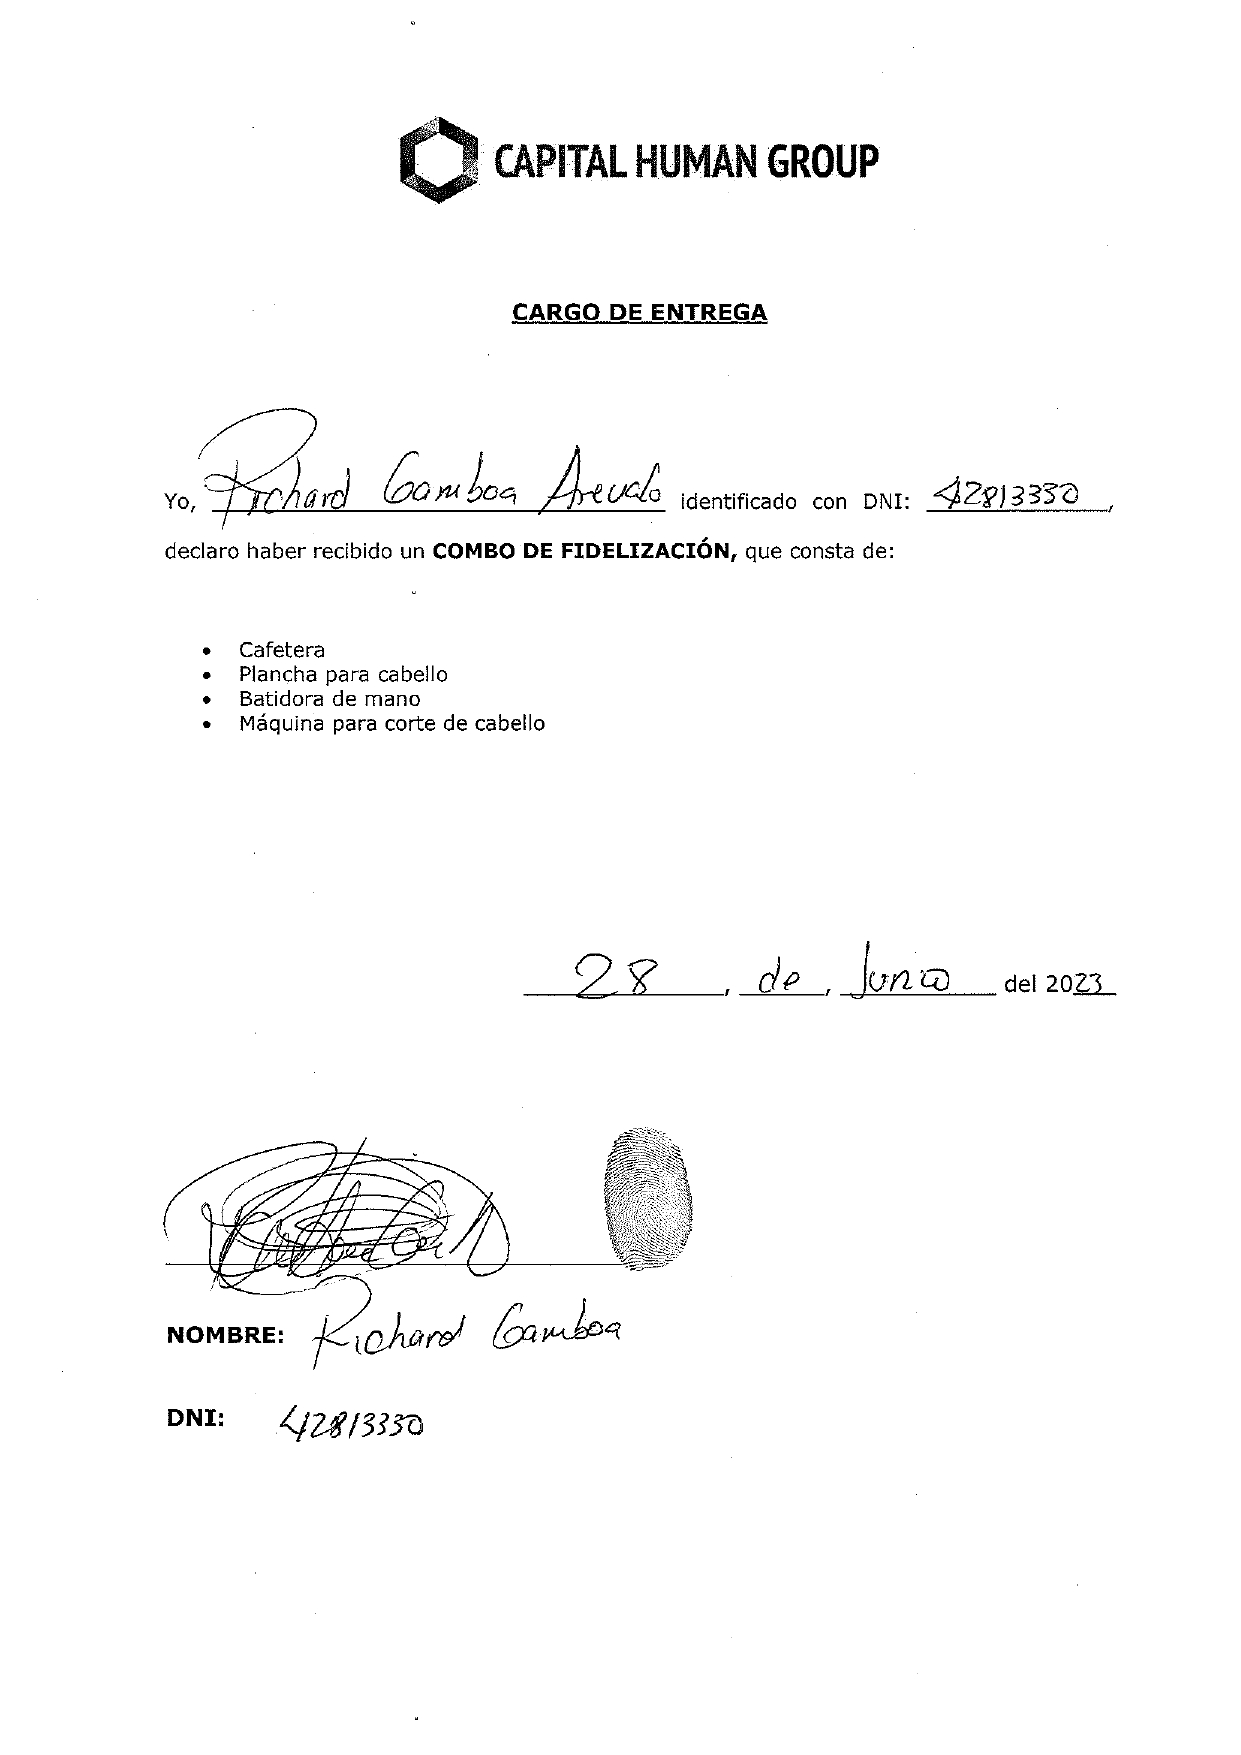 CAPITAL HUMAN GROUP
CARGO DE ENTREGA
Yo, Richard Gamboa Arevalo identificado con DNI: 42813330,
declaro haber recibido un COMBO DE FIDELIZACIÓN, que consta de:
• Cafetera
• Plancha para cabello
• Batidora de mano
• Máquina para corte de cabello
28, de, Junio del 2023
NOMBRE: Richard Gamboa
DNI: 42813330